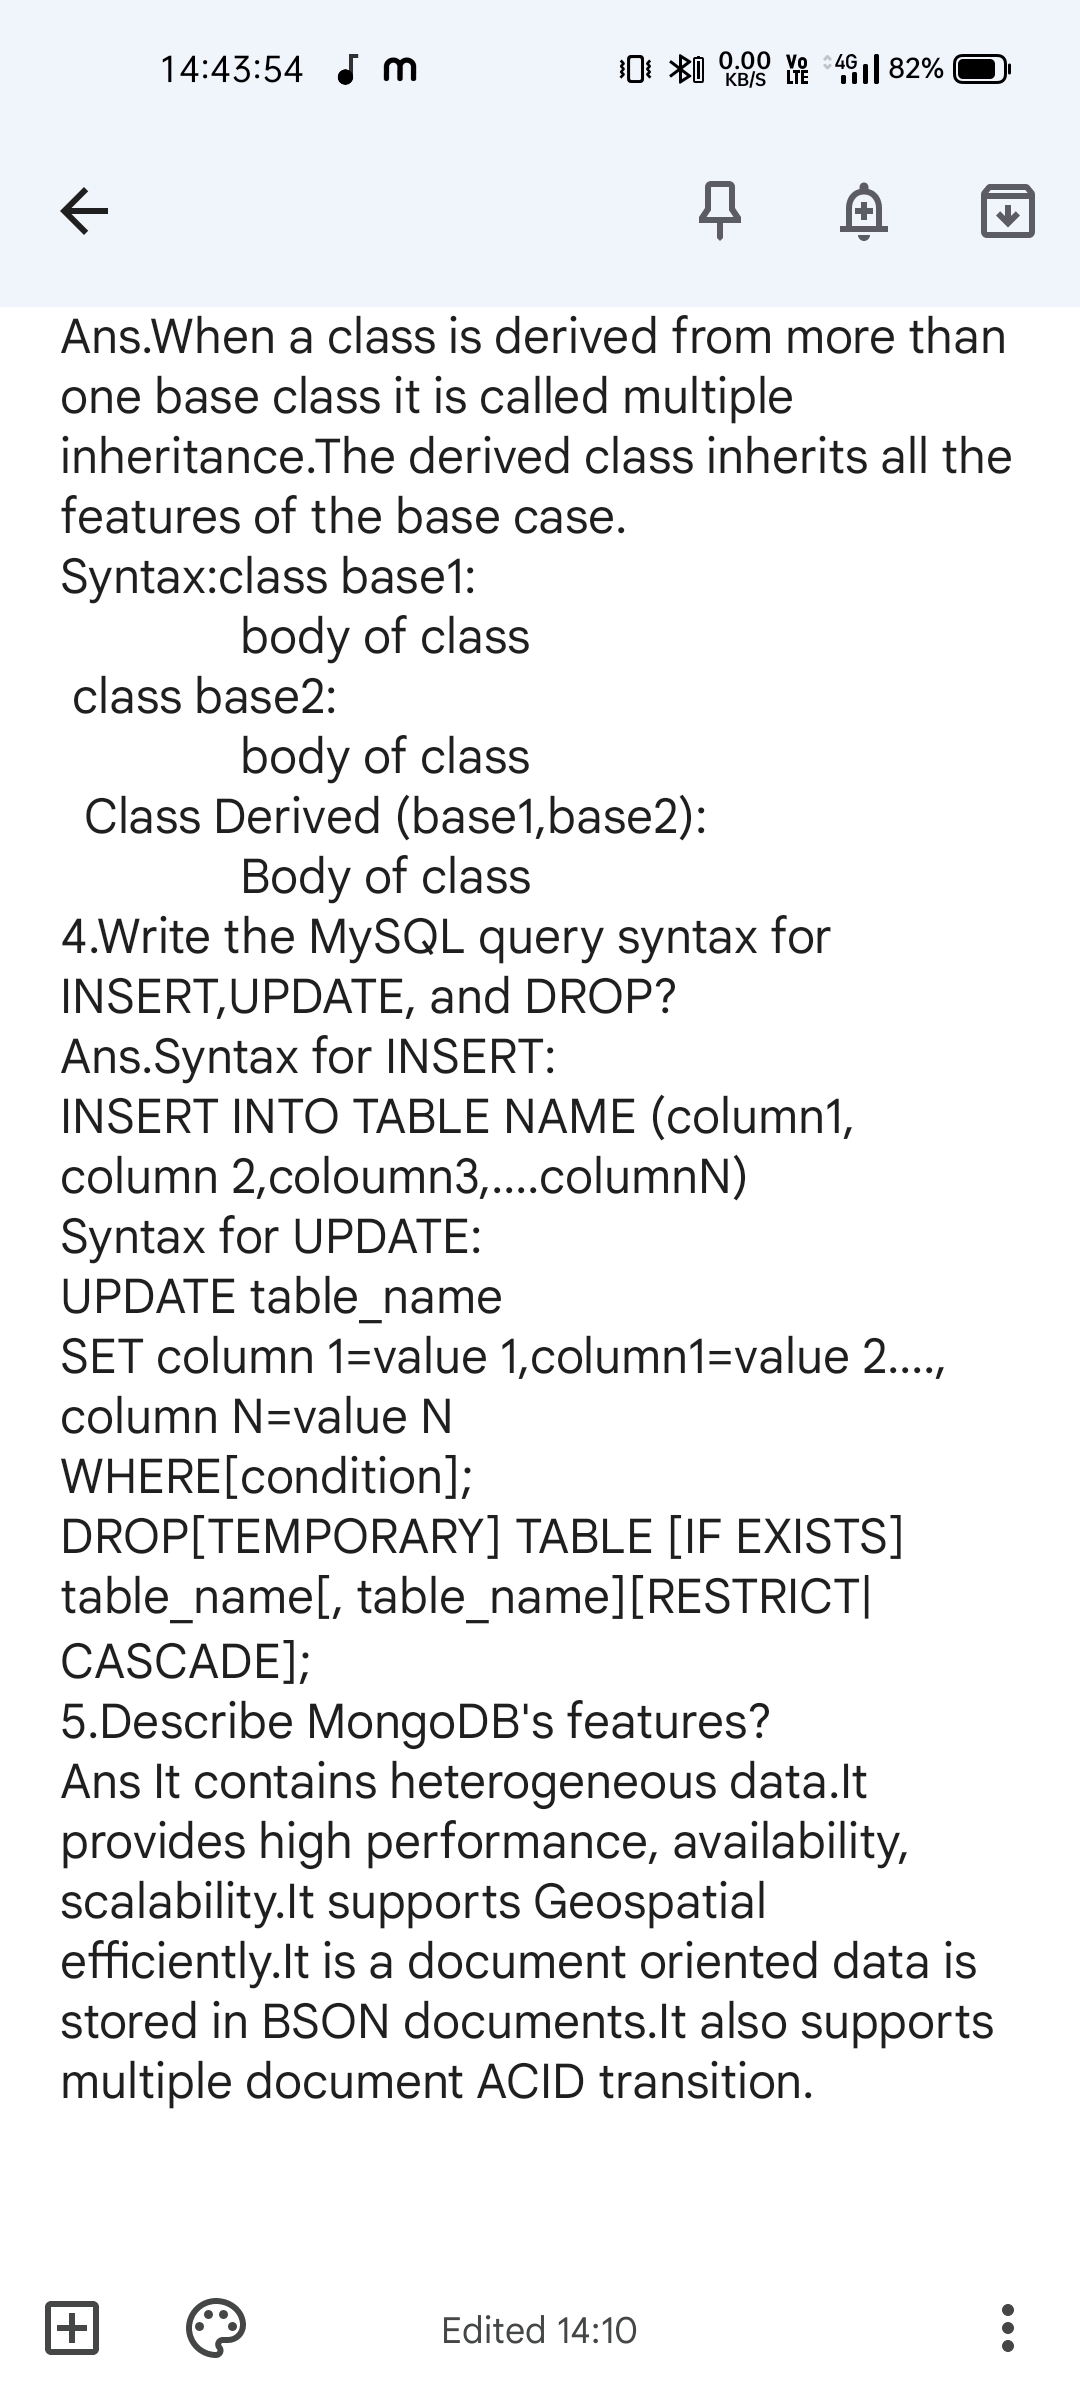 14:43:54 m 0.00 KB/S Vo LTE 4G 82%
Ans.When a class is derived from more than
one base class it is called multiple
inheritance.The derived class inherits all the
features of the base case.
Syntax:class base1:
body of class
class base2:
body of class
Class Derived (base1,base2):
Body of class
4.Write the MySQL query syntax for
INSERT,UPDATE, and DROP?
Ans.Syntax for INSERT:
INSERT INTO TABLE NAME (column1,
column 2,coloumn3,....columnN)
Syntax for UPDATE:
UPDATE table_name
SET column 1=value 1,column1=value 2....,
column N=value N
WHERE[condition];
DROP[TEMPORARY] TABLE [IF EXISTS]
table_name[, table_name][RESTRICT|
CASCADE];
5.Describe MongoDB's features?
Ans It contains heterogeneous data.It
provides high performance, availability,
scalability.It supports Geospatial
efficiently.It is a document oriented data is
stored in BSON documents.It also supports
multiple document ACID transition.
Edited 14:10